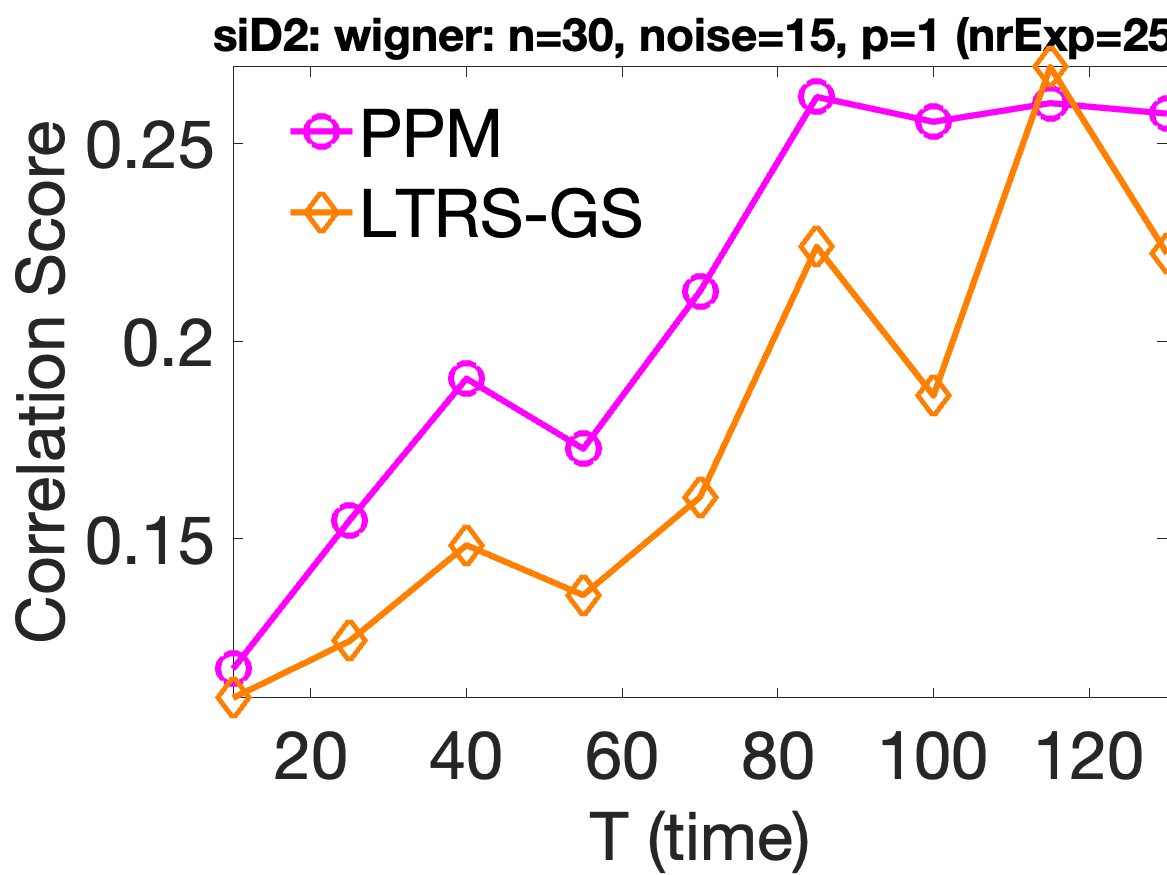 siD2: wigner: n=30, noise=15, p=1 (nrExp=25
PPM
LTRS-GS
Correlation Score
0.25
0.2
0.15
20 40 60 80 100 120
T (time)